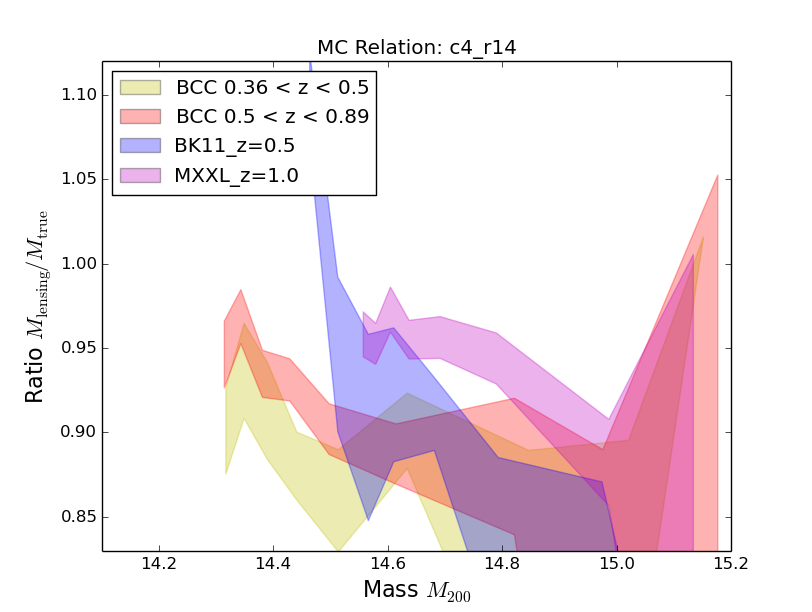 MC Relation: c4_r14
BCC 0.36 < z < 0.5
BCC 0.5 < z < 0.89
BK11_z=0.5
MXXL_z=1.0
1.10
1.05
1.00
0.95
0.90
0.85
Ratio M_lensing/M_true
14.2 14.4 14.6 14.8 15.0 15.2
Mass M_200